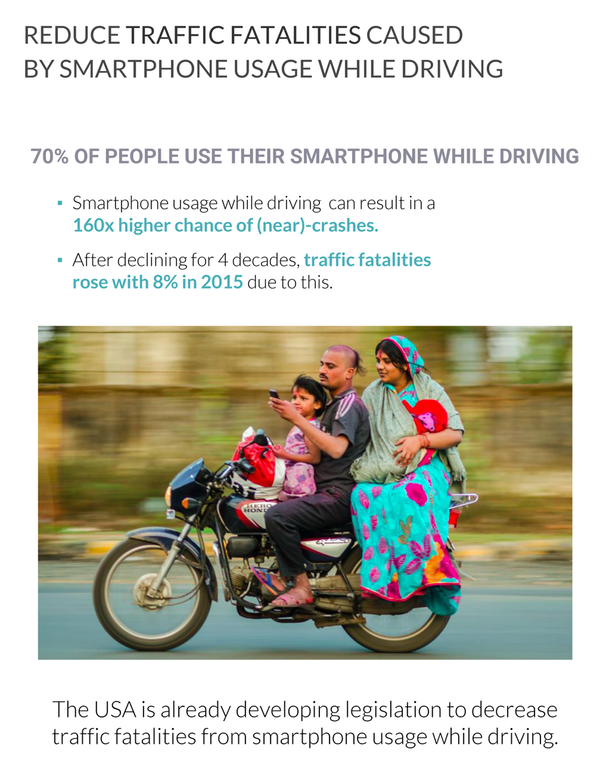 REDUCE TRAFFIC FATALITIES CAUSED
BY SMARTPHONE USAGE WHILE DRIVING
70% OF PEOPLE USE THEIR SMARTPHONE WHILE DRIVING
▪ Smartphone usage while driving can result in a
160x higher chance of (near)-crashes.
▪ After declining for 4 decades, traffic fatalities
rose with 8% in 2015 due to this.
HERO
HONDA
The USA is already developing legislation to decrease
traffic fatalities from smartphone usage while driving.